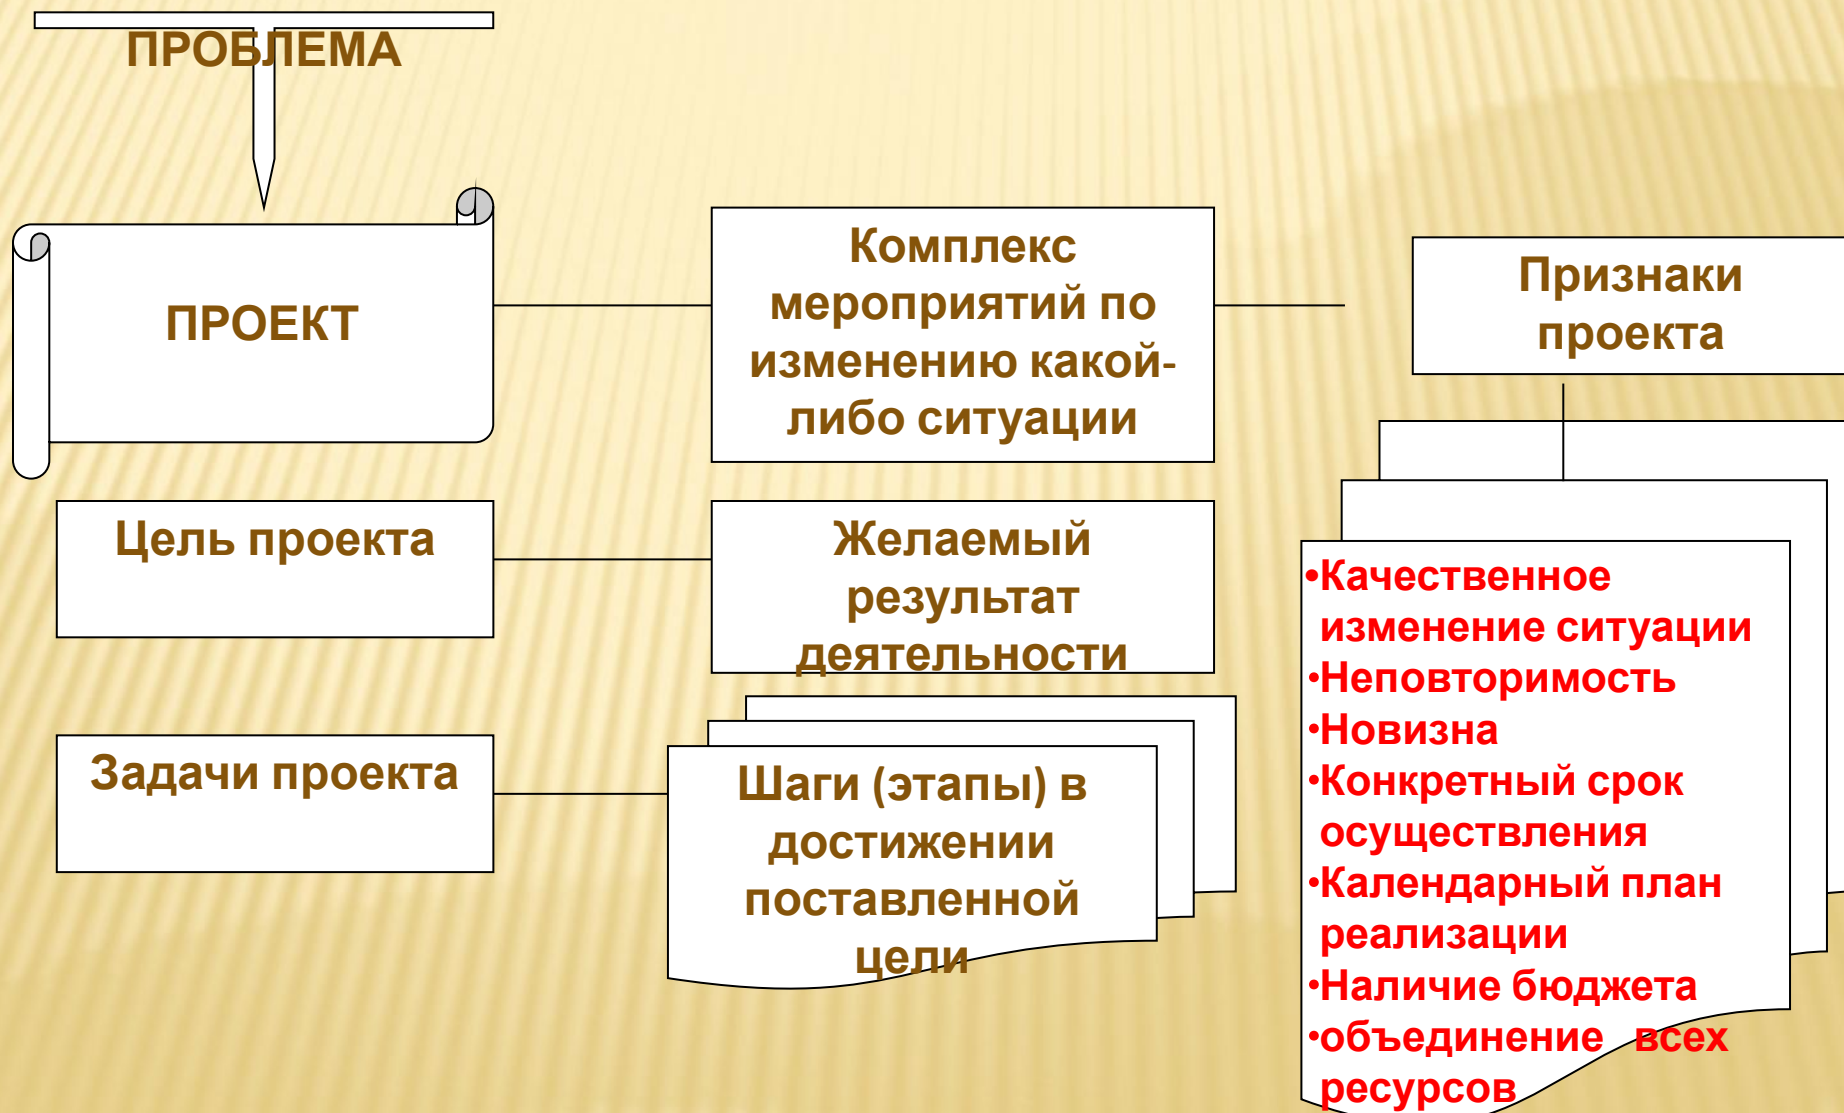 ПРОБЛЕМА
ПРОЕКТ
Комплекс
мероприятий по
изменению какой-
либо ситуации
Признаки
проекта
Цель проекта
Желаемый
результат
деятельности
Задачи проекта
Шаги (этапы) в
достижении
поставленной
цели
•Качественное
изменение ситуации
•Неповторимость
•Новизна
•Конкретный срок
осуществления
•Календарный план
реализации
•Наличие бюджета
•объединение всех
ресурсов